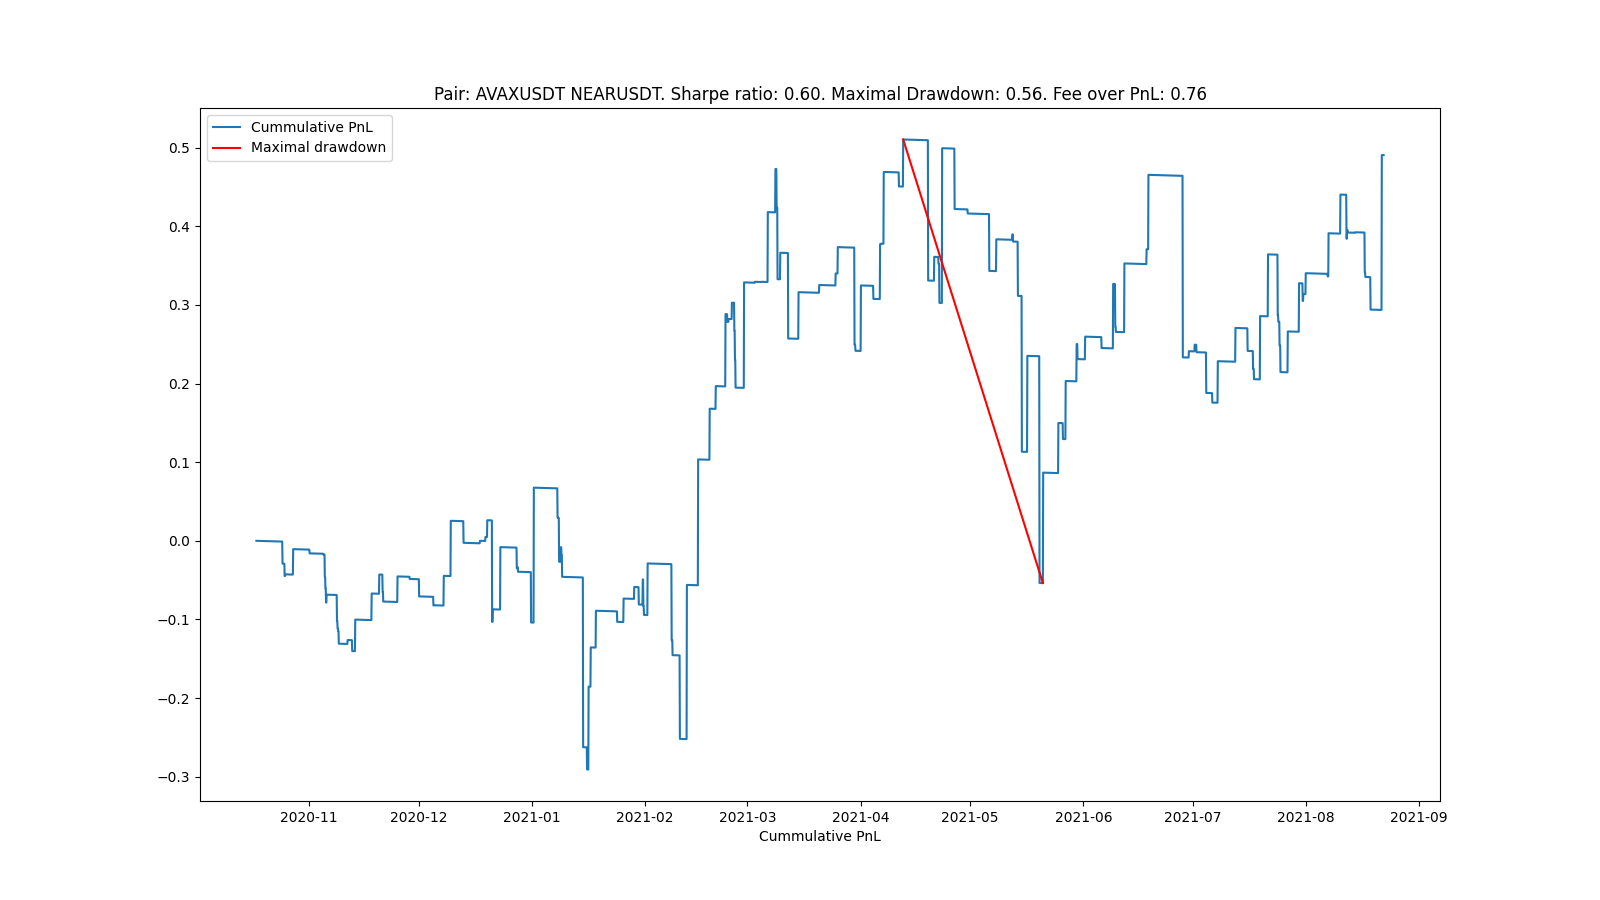 Pair: AVAXUSDT NEARUSDT. Sharpe ratio: 0.60. Maximal Drawdown: 0.56. Fee over PnL: 0.76
Cummulative PnL
Maximal drawdown
0.5
0.4
0.3
0.2
0.1
0.0
−0.1
−0.2
−0.3
2020-11 2020-12 2021-01 2021-02 2021-03 2021-04 2021-05 2021-06 2021-07 2021-08 2021-09
Cummulative PnL